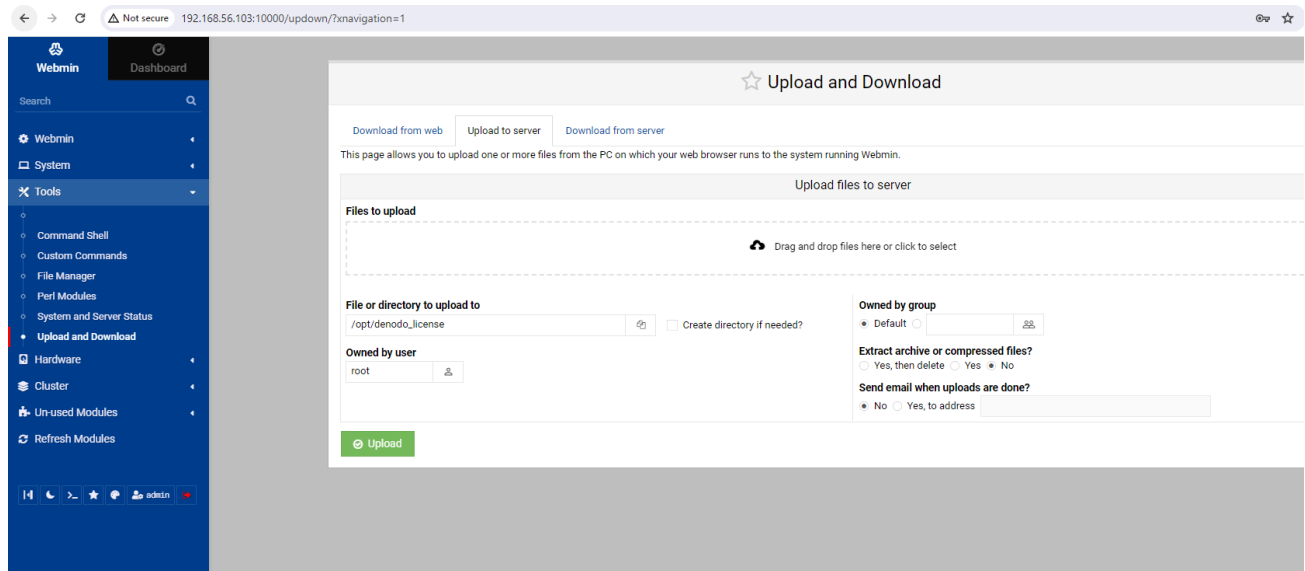 Not secure 192.168.56.103:10000/updown/?xnavigation=1
Webmin
Dashboard
Search
Webmin
System
Tools
Command Shell
Custom Commands
File Manager
Perl Modules
System and Server Status
Upload and Download
Hardware
Cluster
Un-used Modules
Refresh Modules
admin
Upload and Download
Download from web Upload to server Download from server
This page allows you to upload one or more files from the PC on which your web browser runs to the system running Webmin.
Upload files to server
Files to upload
Drag and drop files here or click to select
File or directory to upload to
/opt/denodo_license Create directory if needed?
Owned by user
root
Owned by group
Default
Extract archive or compressed files?
Yes, then delete Yes No
Send email when uploads are done?
No Yes, to address
Upload